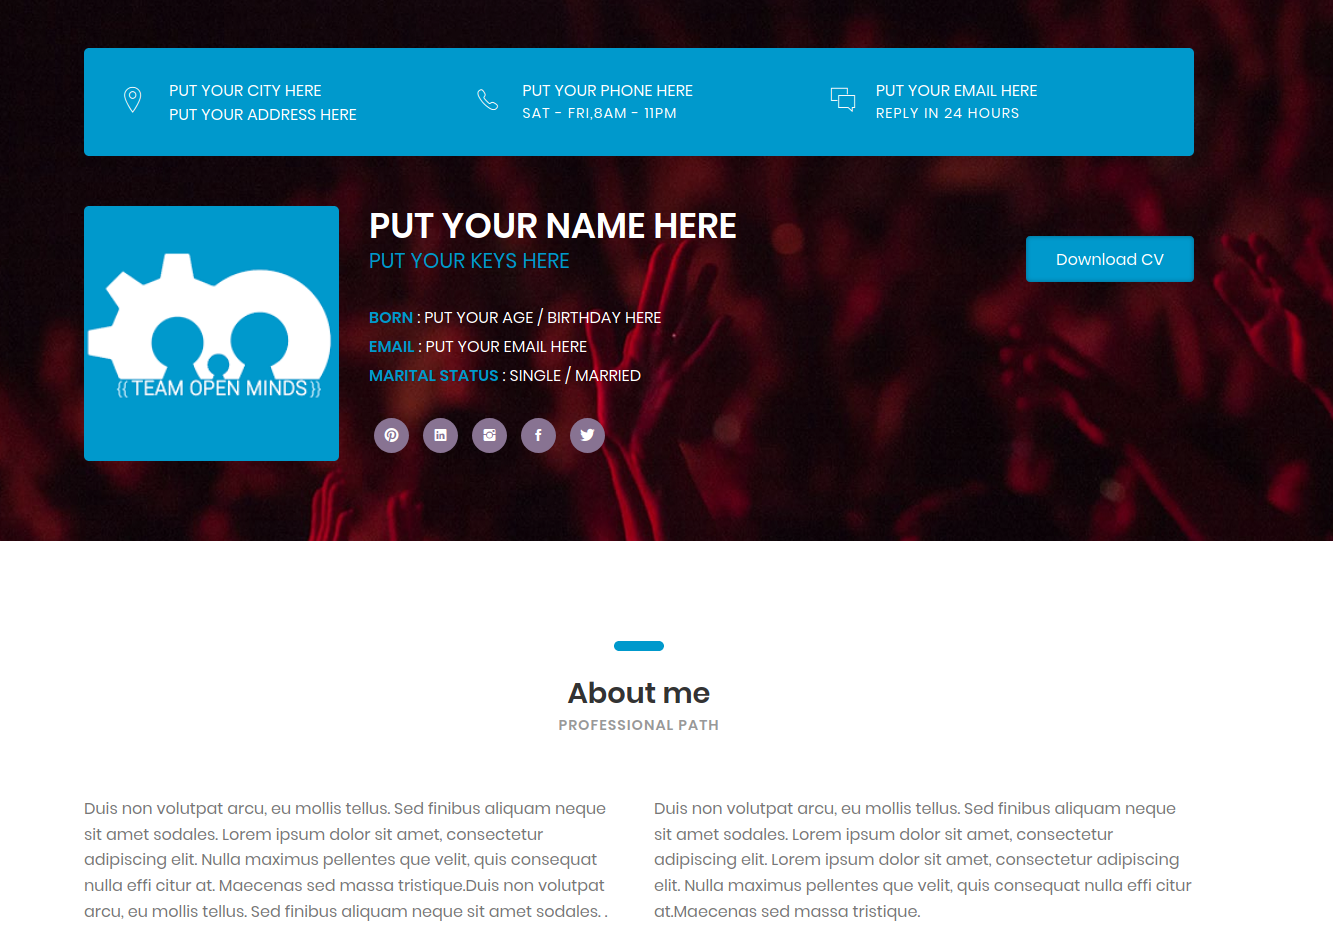 PUT YOUR CITY HERE
PUT YOUR ADDRESS HERE
PUT YOUR PHONE HERE
SAT - FRI,8AM - 11PM
PUT YOUR EMAIL HERE
REPLY IN 24 HOURS
{{ TEAM OPEN MINDS }}
PUT YOUR NAME HERE
PUT YOUR KEYS HERE
Download CV
BORN : PUT YOUR AGE / BIRTHDAY HERE
EMAIL : PUT YOUR EMAIL HERE
MARITAL STATUS : SINGLE / MARRIED
About me
PROFESSIONAL PATH
Duis non volutpat arcu, eu mollis tellus. Sed finibus aliquam neque
sit amet sodales. Lorem ipsum dolor sit amet, consectetur
adipiscing elit. Nulla maximus pellentes que velit, quis consequat
nulla effi citur at. Maecenas sed massa tristique.Duis non volutpat
arcu, eu mollis tellus. Sed finibus aliquam neque sit amet sodales. .
Duis non volutpat arcu, eu mollis tellus. Sed finibus aliquam neque
sit amet sodales. Lorem ipsum dolor sit amet, consectetur
adipiscing elit. Lorem ipsum dolor sit amet, consectetur adipiscing
elit. Nulla maximus pellentes que velit, quis consequat nulla effi citur
at.Maecenas sed massa tristique.